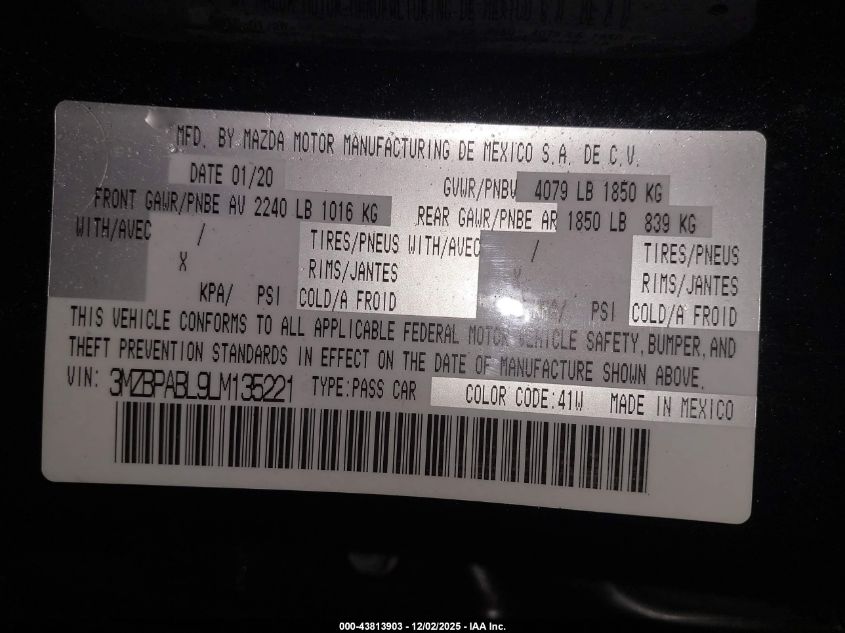 MFD. BY MAZDA MOTOR MANUFACTURING DE MEXICO S.A. DE C.V.
DATE 01/20
GVWR/PNBV 4079 LB 1850 KG
FRONT GAWR/PNBE AV 2240 LB 1016 KG
REAR GAWR/PNBE AR 1850 LB 839 KG
WITH/AVEC / TIRES/PNEUS WITH/AVEC / TIRES/PNEUS
X RIMS/JANTES X RIMS/JANTES
KPA/ PSI COLD/A FROID KPA/ PSI COLD/A FROID
THIS VEHICLE CONFORMS TO ALL APPLICABLE FEDERAL MOTOR VEHICLE SAFETY, BUMPER, AND
THEFT PREVENTION STANDARDS IN EFFECT ON THE DATE OF MANUFACTURE SHOWN ABOVE.
VIN: 3MZBPABL9LM135221 TYPE:PASS CAR COLOR CODE:41W MADE IN MEXICO
000-43813903 - 12/02/2025 - IAA Inc.